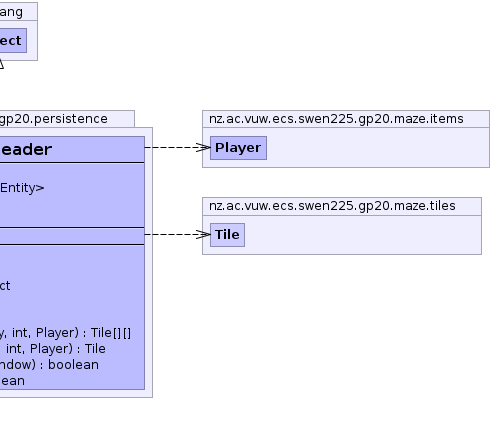 ang
ect
gp20.persistence
eader
Entity>
ct
y, int, Player) : Tile[][]
int, Player) : Tile
ndow) : boolean
ean
nz.ac.vuw.ecs.swen225.gp20.maze.items
Player
nz.ac.vuw.ecs.swen225.gp20.maze.tiles
Tile